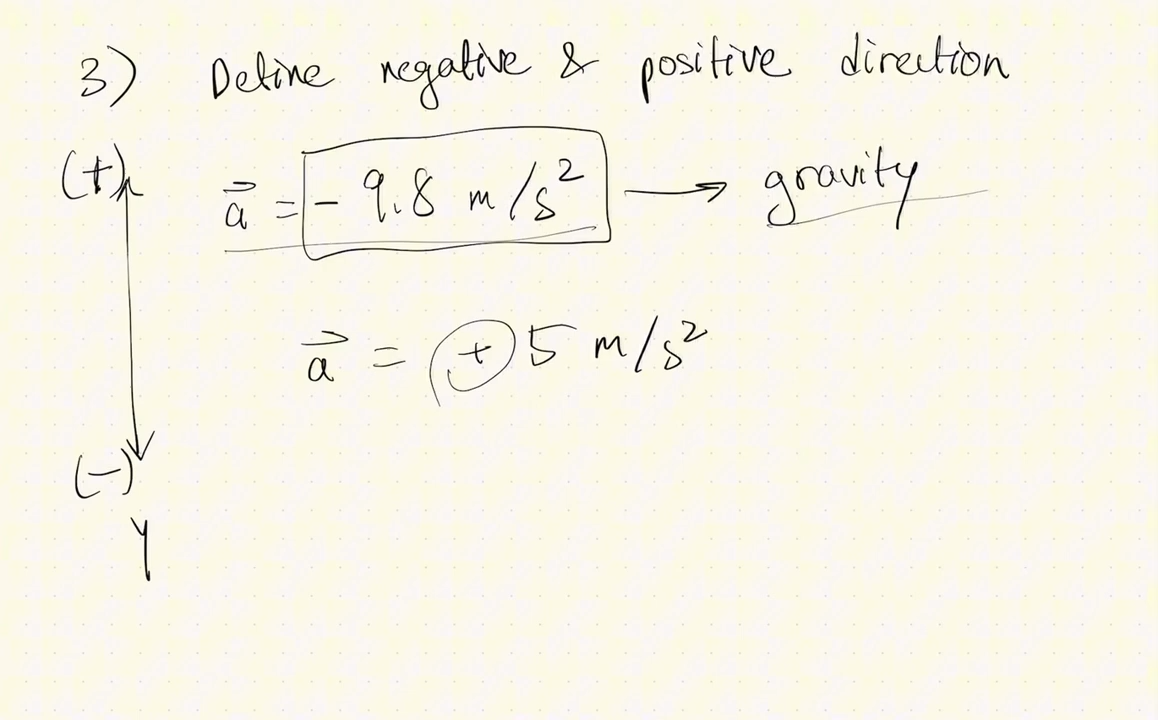 3) Define negative & positive direction
(+)
a⃗ = - 9.8 m/s² → gravity
a⃗ = + 5 m/s²
(-)
y